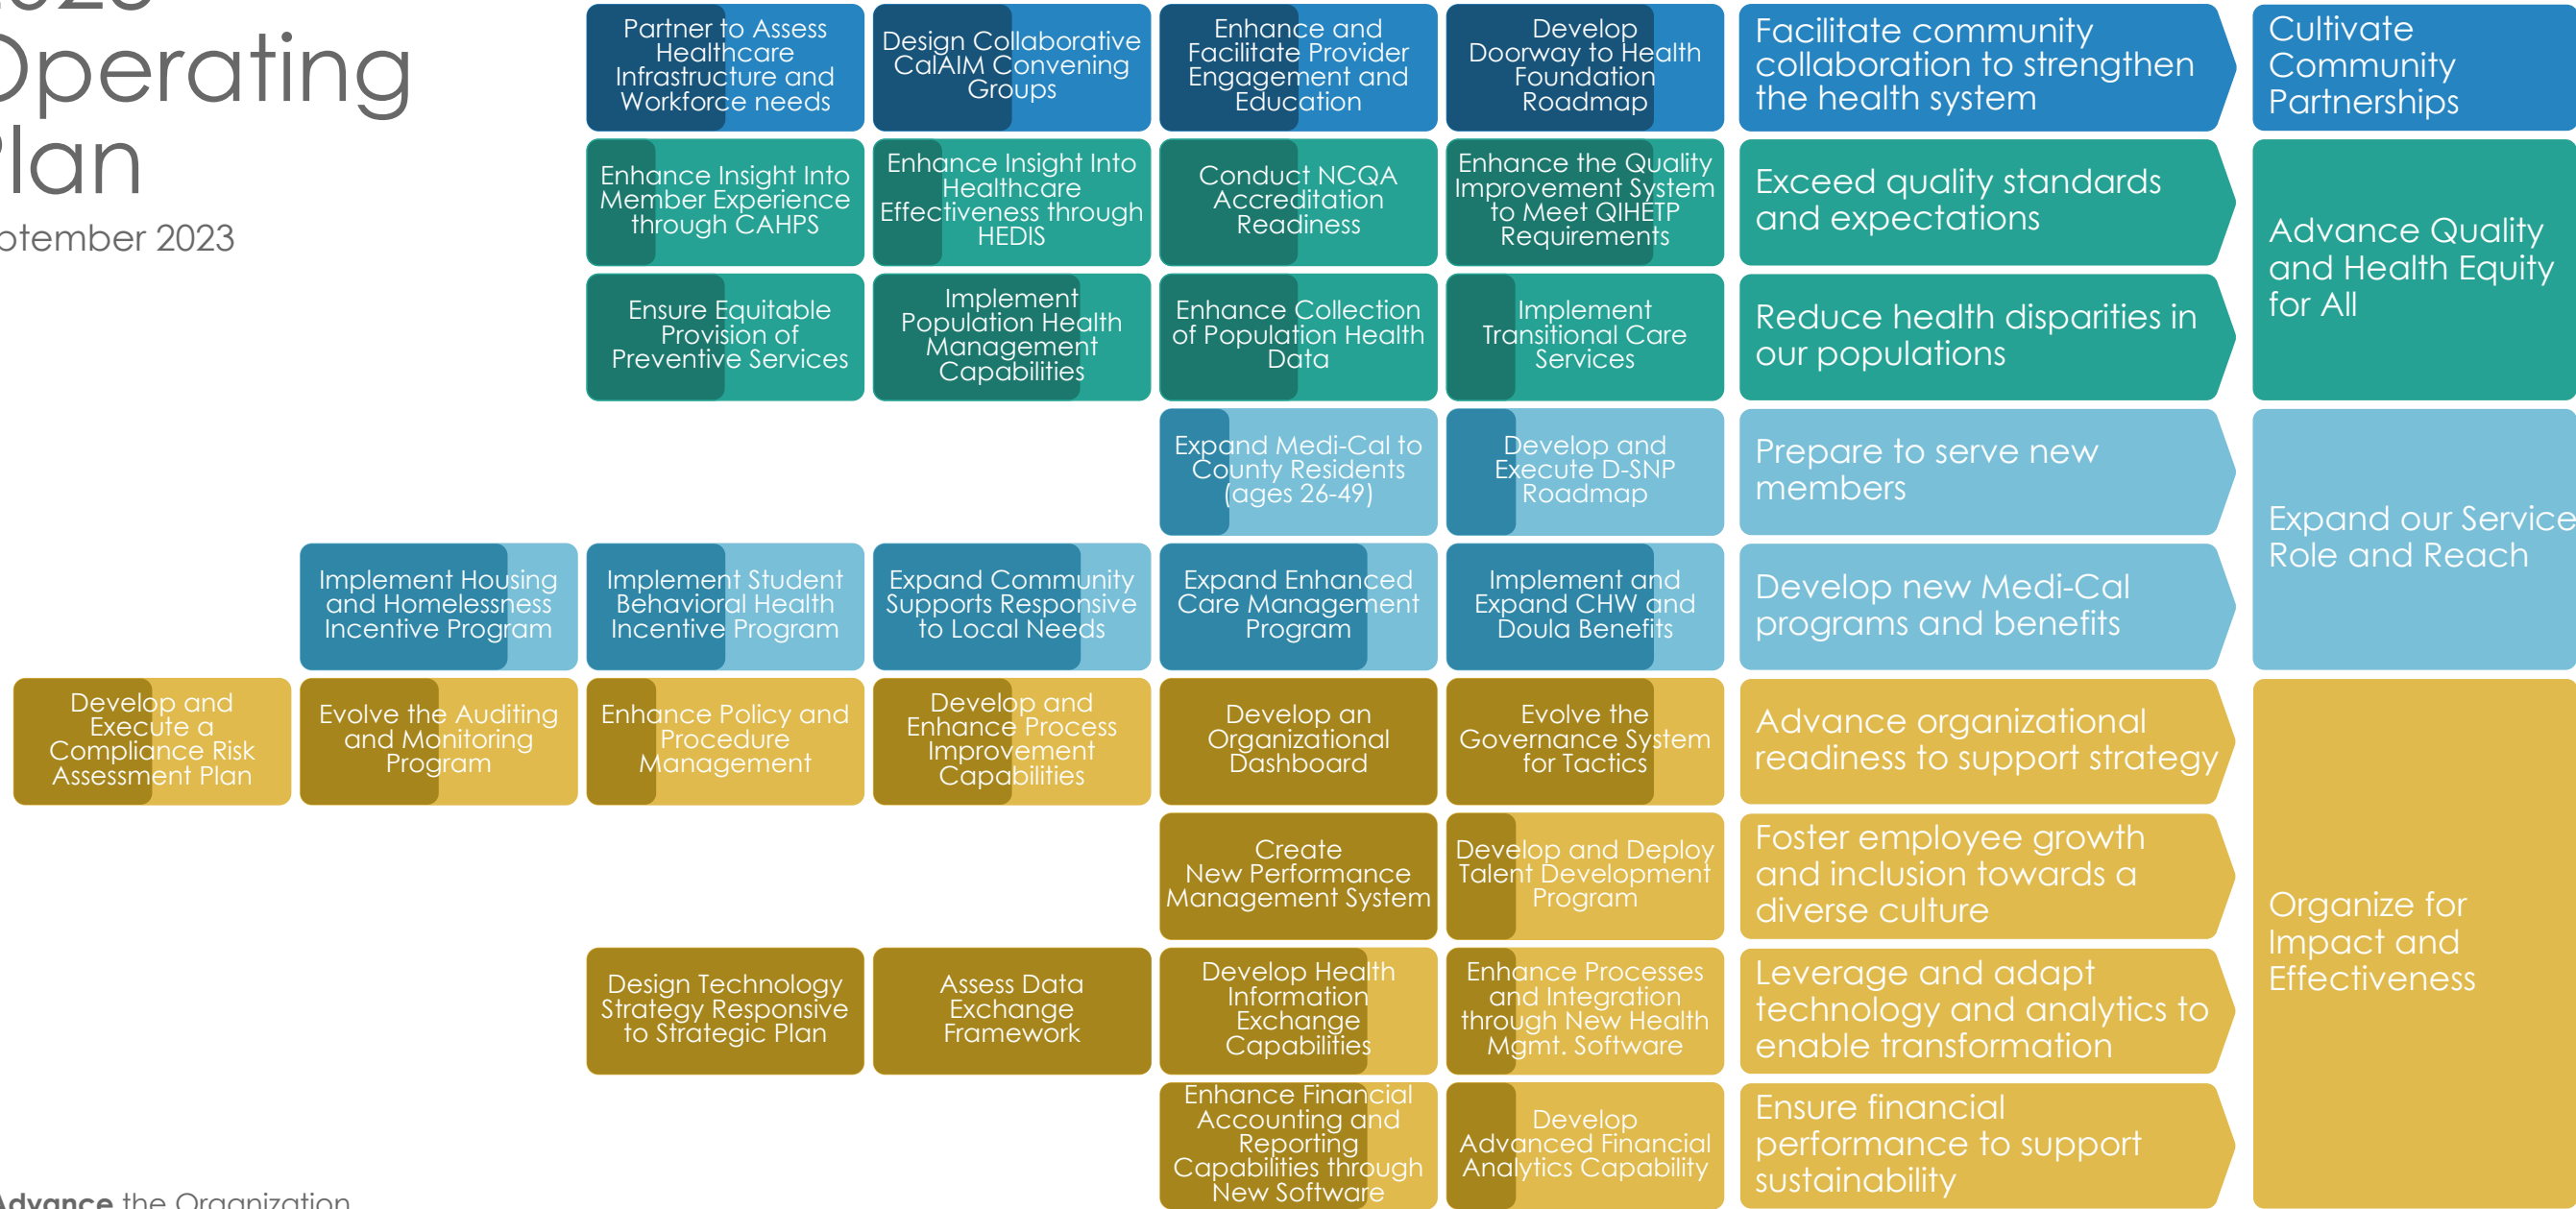 Operating
Plan
September 2023
Partner to Assess
Healthcare
Infrastructure and
Workforce needs
Design Collaborative
CalAIM Convening
Groups
Enhance and
Facilitate Provider
Engagement and
Education
Develop
Doorway to Health
Foundation
Roadmap
Facilitate community
collaboration to strengthen
the health system
Cultivate
Community
Partnerships
Enhance Insight Into
Member Experience
through CAHPS
Enhance Insight Into
Healthcare
Effectiveness through
HEDIS
Conduct NCQA
Accreditation
Readiness
Enhance the Quality
Improvement System
to Meet QIHETP
Requirements
Exceed quality standards
and expectations
Advance Quality
and Health Equity
for All
Ensure Equitable
Provision of
Preventive Services
Implement
Population Health
Management
Capabilities
Enhance Collection
of Population Health
Data
Implement
Transitional Care
Services
Reduce health disparities in
our populations
Expand Medi-Cal to
County Residents
(ages 26-49)
Develop and
Execute D-SNP
Roadmap
Prepare to serve new
members
Expand our Service
Role and Reach
Implement Housing
and Homelessness
Incentive Program
Implement Student
Behavioral Health
Incentive Program
Expand Community
Supports Responsive
to Local Needs
Expand Enhanced
Care Management
Program
Implement and
Expand CHW and
Doula Benefits
Develop new Medi-Cal
programs and benefits
Develop and
Execute a
Compliance Risk
Assessment Plan
Evolve the Auditing
and Monitoring
Program
Enhance Policy and
Procedure
Management
Develop and
Enhance Process
Improvement
Capabilities
Develop an
Organizational
Dashboard
Evolve the
Governance System
for Tactics
Advance organizational
readiness to support strategy
Organize for
Impact and
Effectiveness
Create
New Performance
Management System
Develop and Deploy
Talent Development
Program
Foster employee growth
and inclusion towards a
diverse culture
Design Technology
Strategy Responsive
to Strategic Plan
Assess Data
Exchange
Framework
Develop Health
Information
Exchange
Capabilities
Enhance Processes
and Integration
through New Health
Mgmt. Software
Leverage and adapt
technology and analytics to
enable transformation
Enhance Financial
Accounting and
Reporting
Capabilities through
New Software
Develop
Advanced Financial
Analytics Capability
Ensure financial
performance to support
sustainability
Advance the Organization